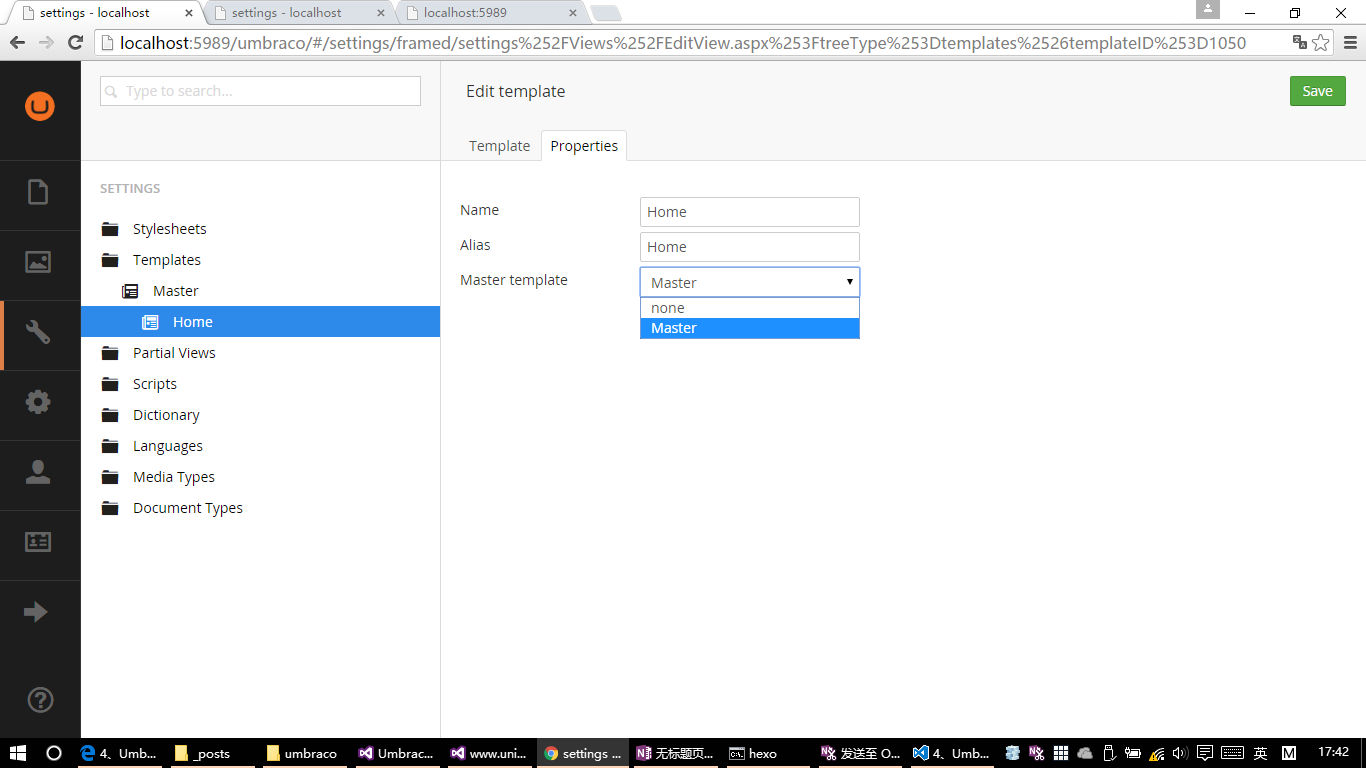 settings - localhost
settings - localhost
localhost:5989
localhost:5989/umbraco/#/settings/framed/settings%252FViews%252FEditView.aspx%253FtreeType%253Dtemplates%2526templateID%253D1050
Type to search...
Edit template
Save
Template
Properties
SETTINGS
Stylesheets
Templates
Master
Home
Partial Views
Scripts
Dictionary
Languages
Media Types
Document Types
Name
Home
Alias
Home
Master template
Master
none
Master
4、Umb...
_posts
umbraco
Umbrac...
www.uni...
settings ...
无标题页...
hexo
发送至 O...
4、Umb...
英
M
17:42